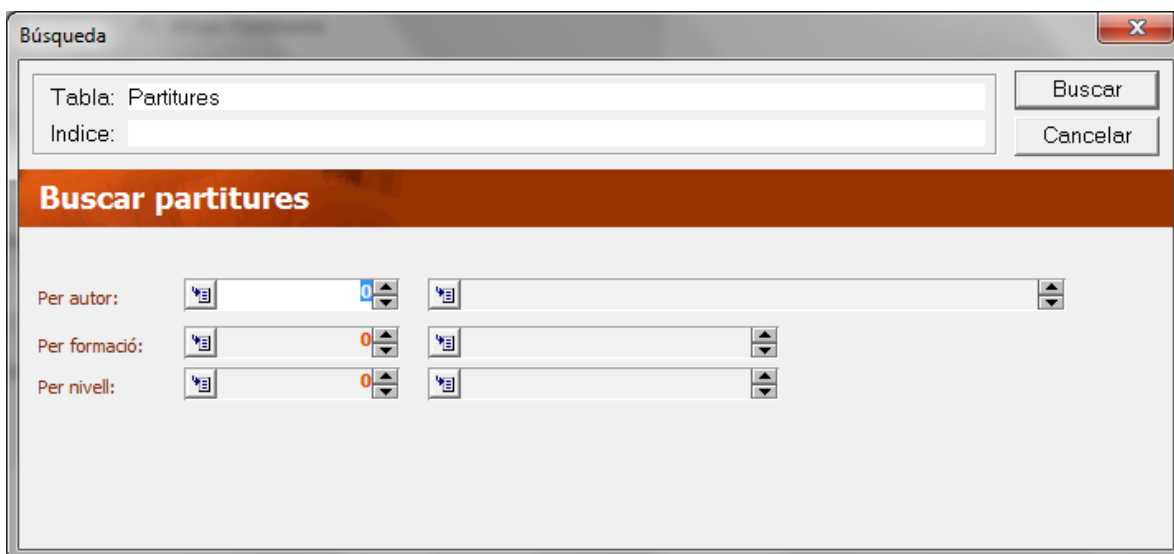 Búsqueda
Tabla: Partitures
Buscar
Indice:
Cancelar
Buscar partitures
Per autor: 0
Per formació: 0
Per nivell: 0